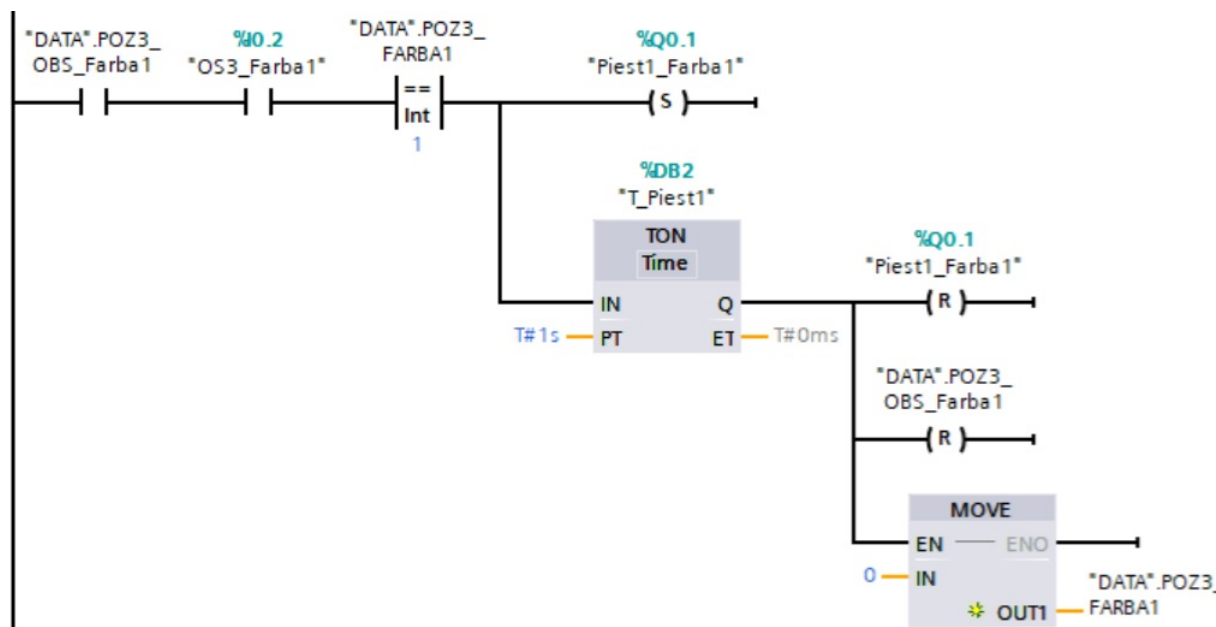 "DATA".POZ3_
OBS_Farba1
%I0.2
"OS3_Farba1"
"DATA".POZ3_
FARBA1
==
Int
1
%Q0.1
"Piest1_Farba1"
S
%DB2
"T_Piest1"
TON
Time
IN
Q
T#1s
PT
ET
T#0ms
%Q0.1
"Piest1_Farba1"
R
"DATA".POZ3_
OBS_Farba1
R
MOVE
EN
ENO
0
IN
OUT1
"DATA".POZ3_
FARBA1